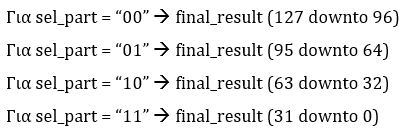 Για sel_part = “00” → final_result (127 downto 96)
Για sel_part = “01” → final_result (95 downto 64)
Για sel_part = “10” → final_result (63 downto 32)
Για sel_part = “11” → final_result (31 downto 0)